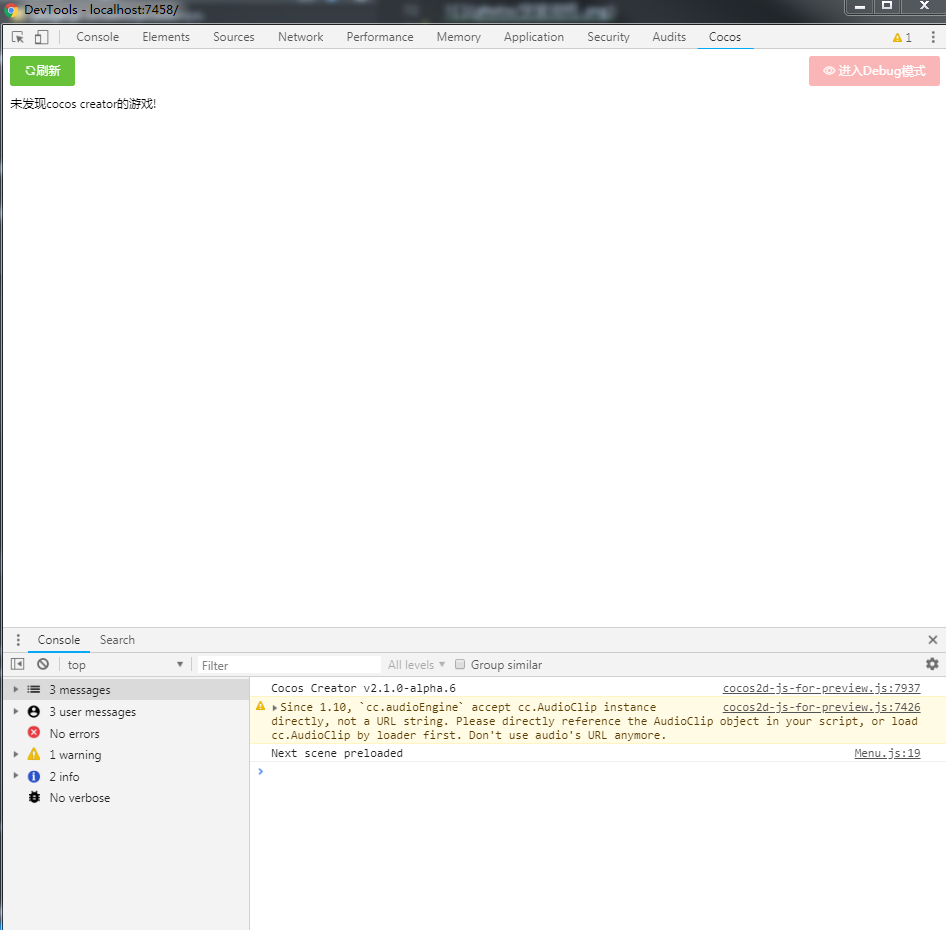 DevTools - localhost:7458/
Console Elements Sources Network Performance Memory Application Security Audits Cocos 1
刷新 进入Debug模式
未发现cocos creator的游戏!
Console Search
top Filter All levels Group similar
3 messages
3 user messages
No errors
1 warning
2 info
No verbose
Cocos Creator v2.1.0-alpha.6 cocos2d-js-for-preview.js:7937
Since 1.10, `cc.audioEngine` accept cc.AudioClip instance cocos2d-js-for-preview.js:7426
directly, not a URL string. Please directly reference the AudioClip object in your script, or load
cc.AudioClip by loader first. Don't use audio's URL anymore.
Next scene preloaded Menu.js:19